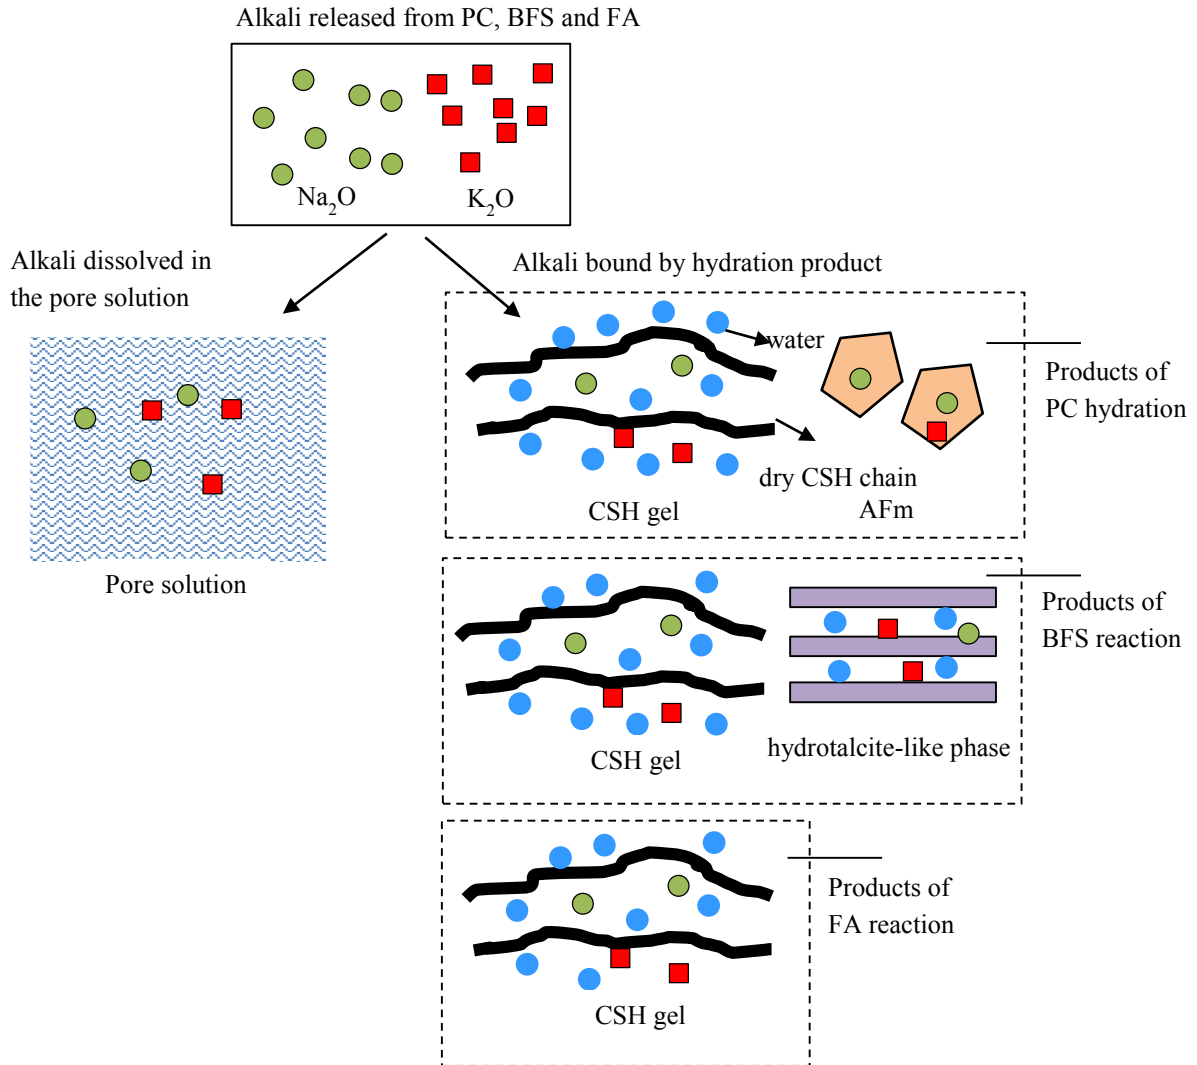 Alkali released from PC, BFS and FA
Na₂O
K₂O
Alkali dissolved in
the pore solution
Pore solution
Alkali bound by hydration product
water
dry CSH chain
CSH gel
AFm
Products of
PC hydration
CSH gel
hydrotalcite-like phase
Products of
BFS reaction
CSH gel
Products of
FA reaction